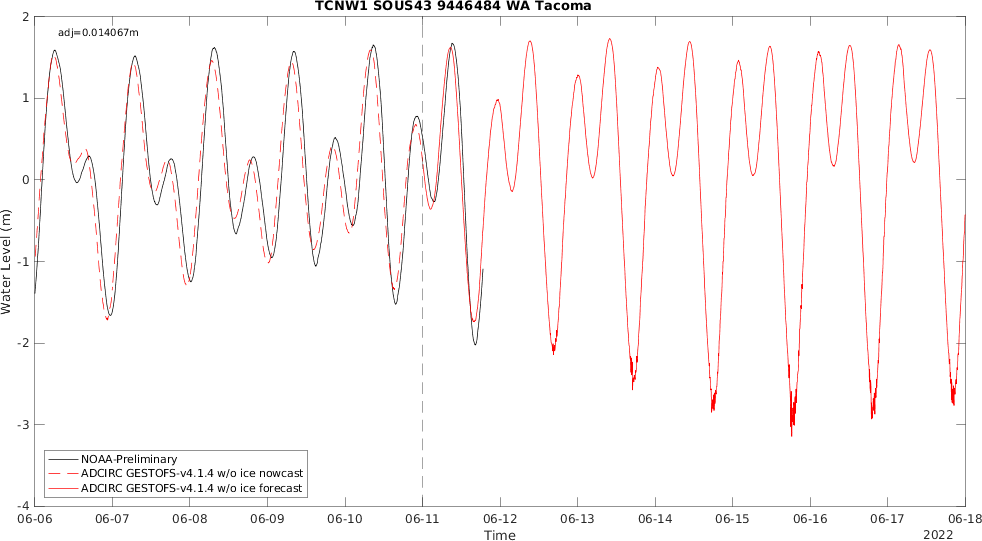 TCNW1 SOUS43 9446484 WA Tacoma
adj=0.014067m
2
1
0
-1
-2
-3
-4
Water Level (m)
NOAA-Preliminary
ADCIRC GESTOFS-v4.1.4 w/o ice nowcast
ADCIRC GESTOFS-v4.1.4 w/o ice forecast
06-06 06-07 06-08 06-09 06-10 06-11 06-12 06-13 06-14 06-15 06-16 06-17 06-18
Time
2022